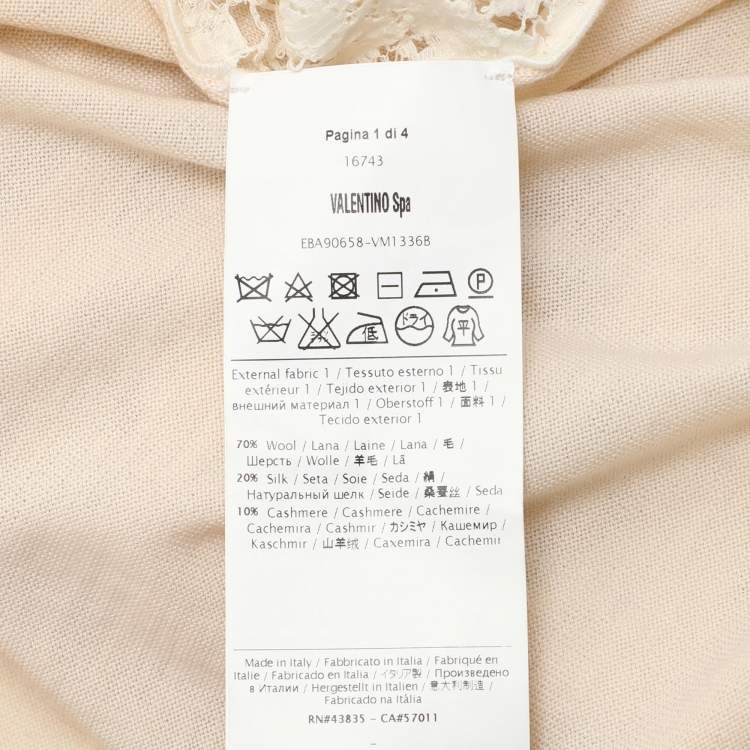 Pagina 1 di 4
16743
VALENTINO Spa
EBA90658-VM1336B
P
低 ドライ 平
External fabric 1 / Tessuto esterno 1 / Tissu
extérieur 1 / Tejido exterior 1 / 表地 1 /
внешний материал 1 / Oberstoff 1 / 面料 1 /
Tecido exterior 1
70% Wool / Lana / Laine / Lana / 毛 /
Шерсть / Wolle / 羊毛 / Lã
20% Silk / Seta / Soie / Seda / 絹 /
Натуральный шелк / Seide / 桑蚕丝 / Seda
10% Cashmere / Cashmere / Cachemire /
Cachemira / Cashmir / カシミヤ / Кашемир /
Kaschmir / 山羊绒 / Caxemira / Cachemir
Made in Italy / Fabbricato in Italia / Fabriqué en
Italie / Fabricado en Italia / イタリア製 / Произведено
в Италии / Hergestellt in Italien / 意大利制造 /
Fabricado na Itália
RN#43835 - CA#57011
-